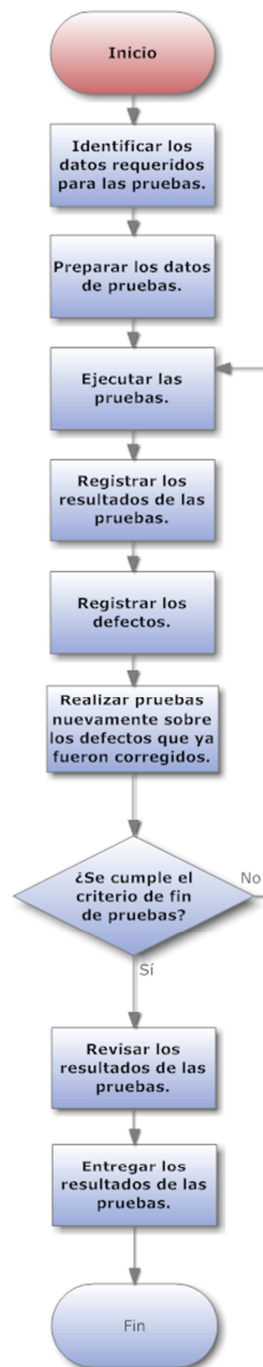 Inicio
Identificar los
datos requeridos
para las pruebas.
Preparar los datos
de pruebas.
Ejecutar las
pruebas.
Registrar los
resultados de las
pruebas.
Registrar los
defectos.
Realizar pruebas
nuevamente sobre
los defectos que ya
fueron corregidos.
¿Se cumple el
criterio de fin
de pruebas?
No
Sí
Revisar los
resultados de las
pruebas.
Entregar los
resultados de las
pruebas.
Fin